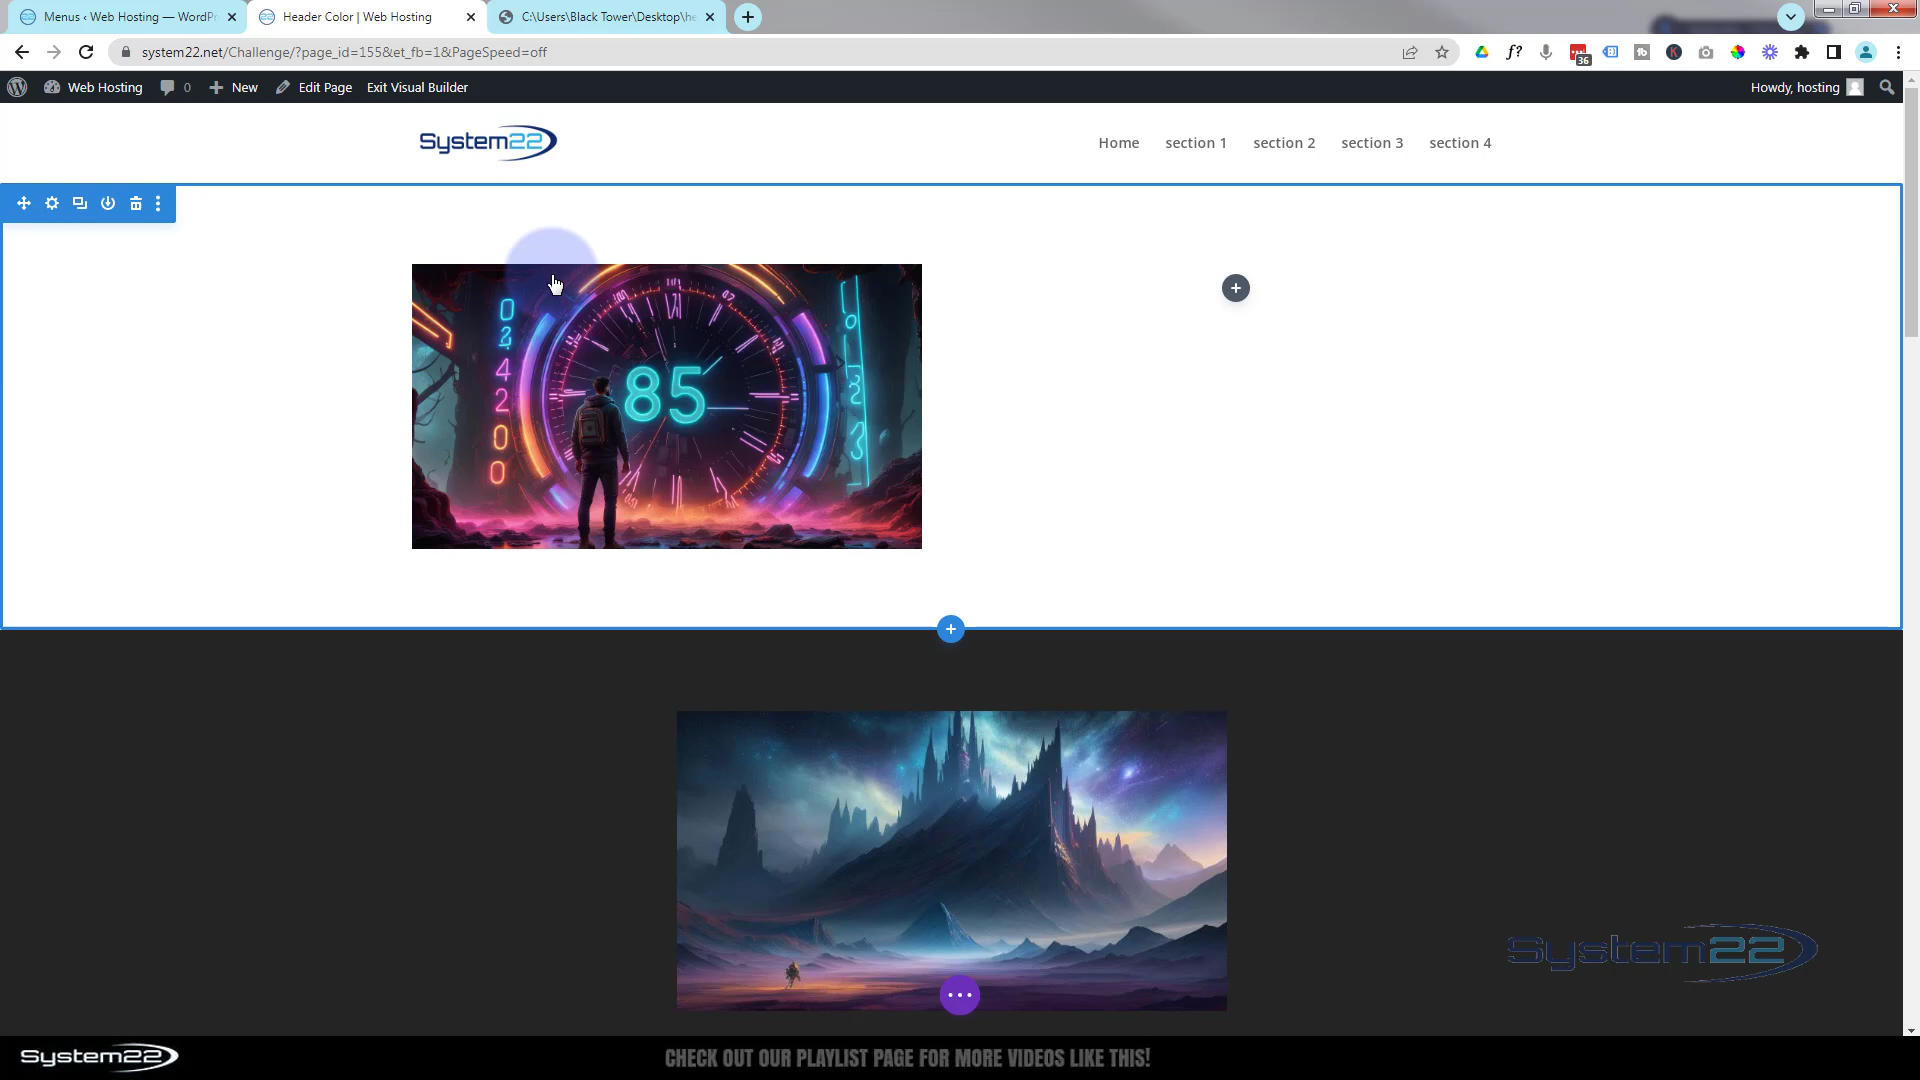 Menus ‹ Web Hosting — WordPr
Header Color | Web Hosting
C:\Users\Black Tower\Desktop\he
system22.net/Challenge/?page_id=155&et_fb=1&PageSpeed=off
f?
36
Web Hosting
0
New
Edit Page
Exit Visual Builder
Howdy, hosting
System22
Home
section 1
section 2
section 3
section 4
85
System22
System22
CHECK OUT OUR PLAYLIST PAGE FOR MORE VIDEOS LIKE THIS!